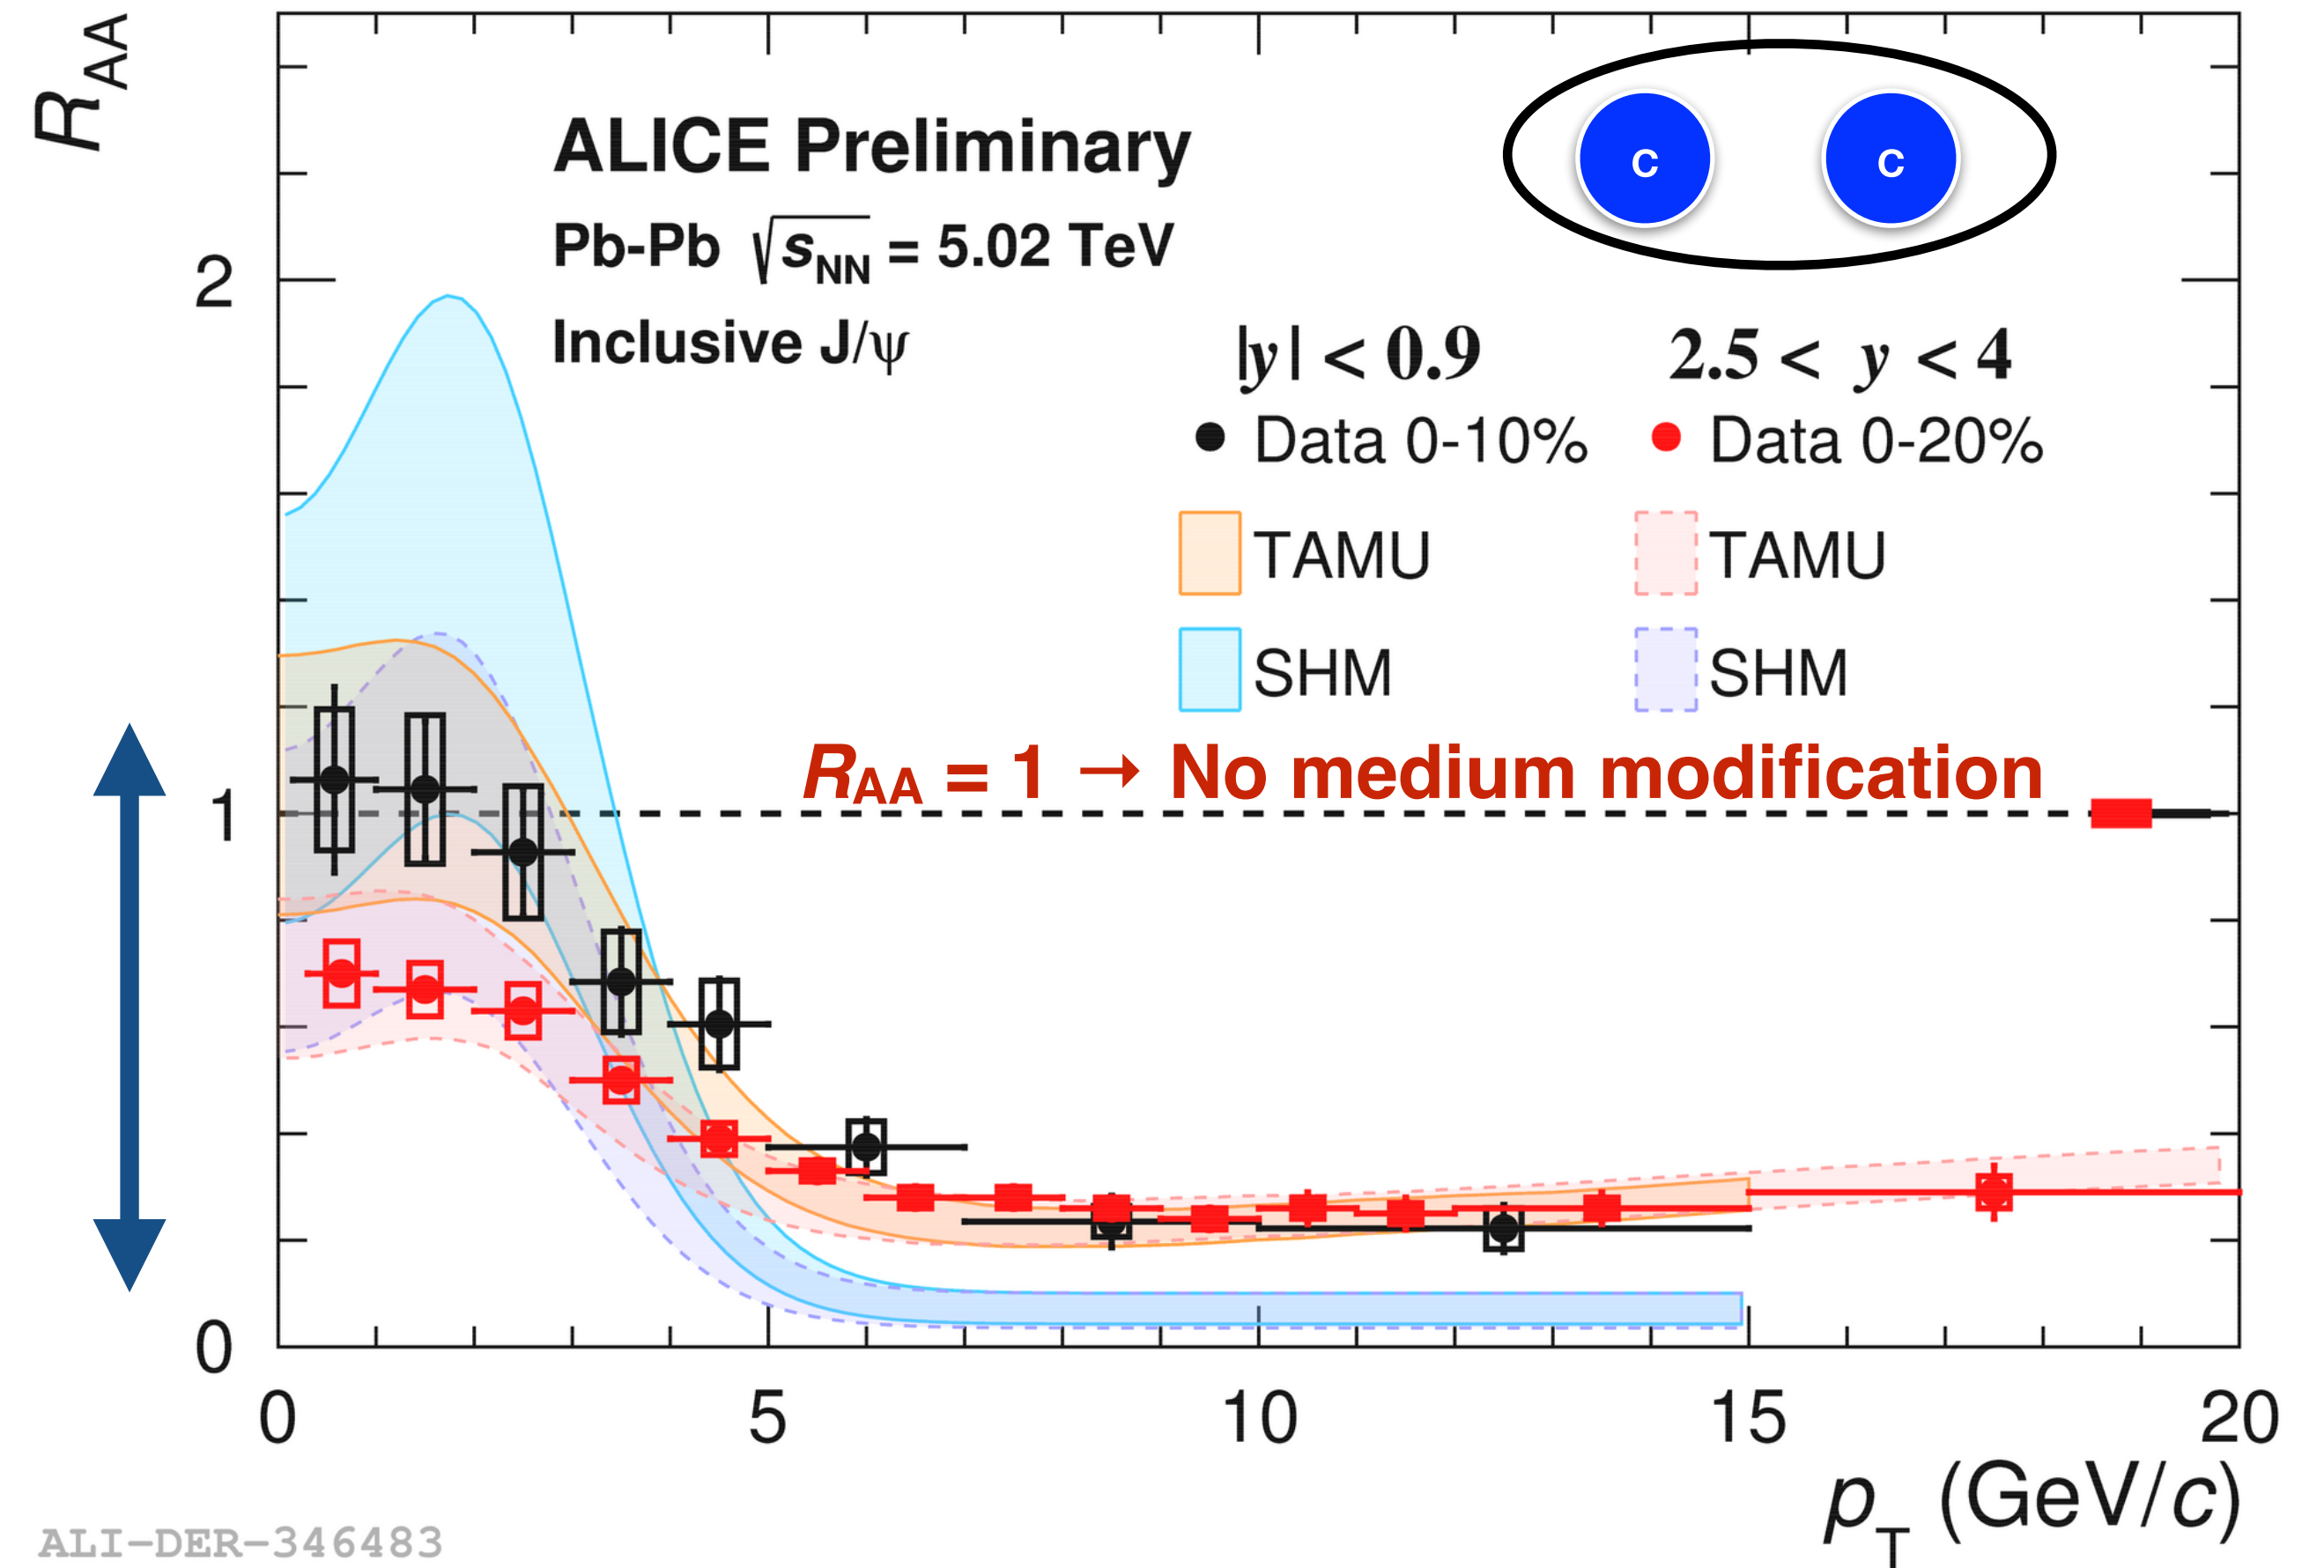 R_AA
ALICE Preliminary
Pb-Pb √s_NN = 5.02 TeV
Inclusive J/ψ
c c
|y| < 0.9 2.5 < y < 4
Data 0-10% Data 0-20%
TAMU TAMU
SHM SHM
R_AA = 1 → No medium modification
2
1
0
0 5 10 15 20
p_T (GeV/c)
ALI-DER-346483